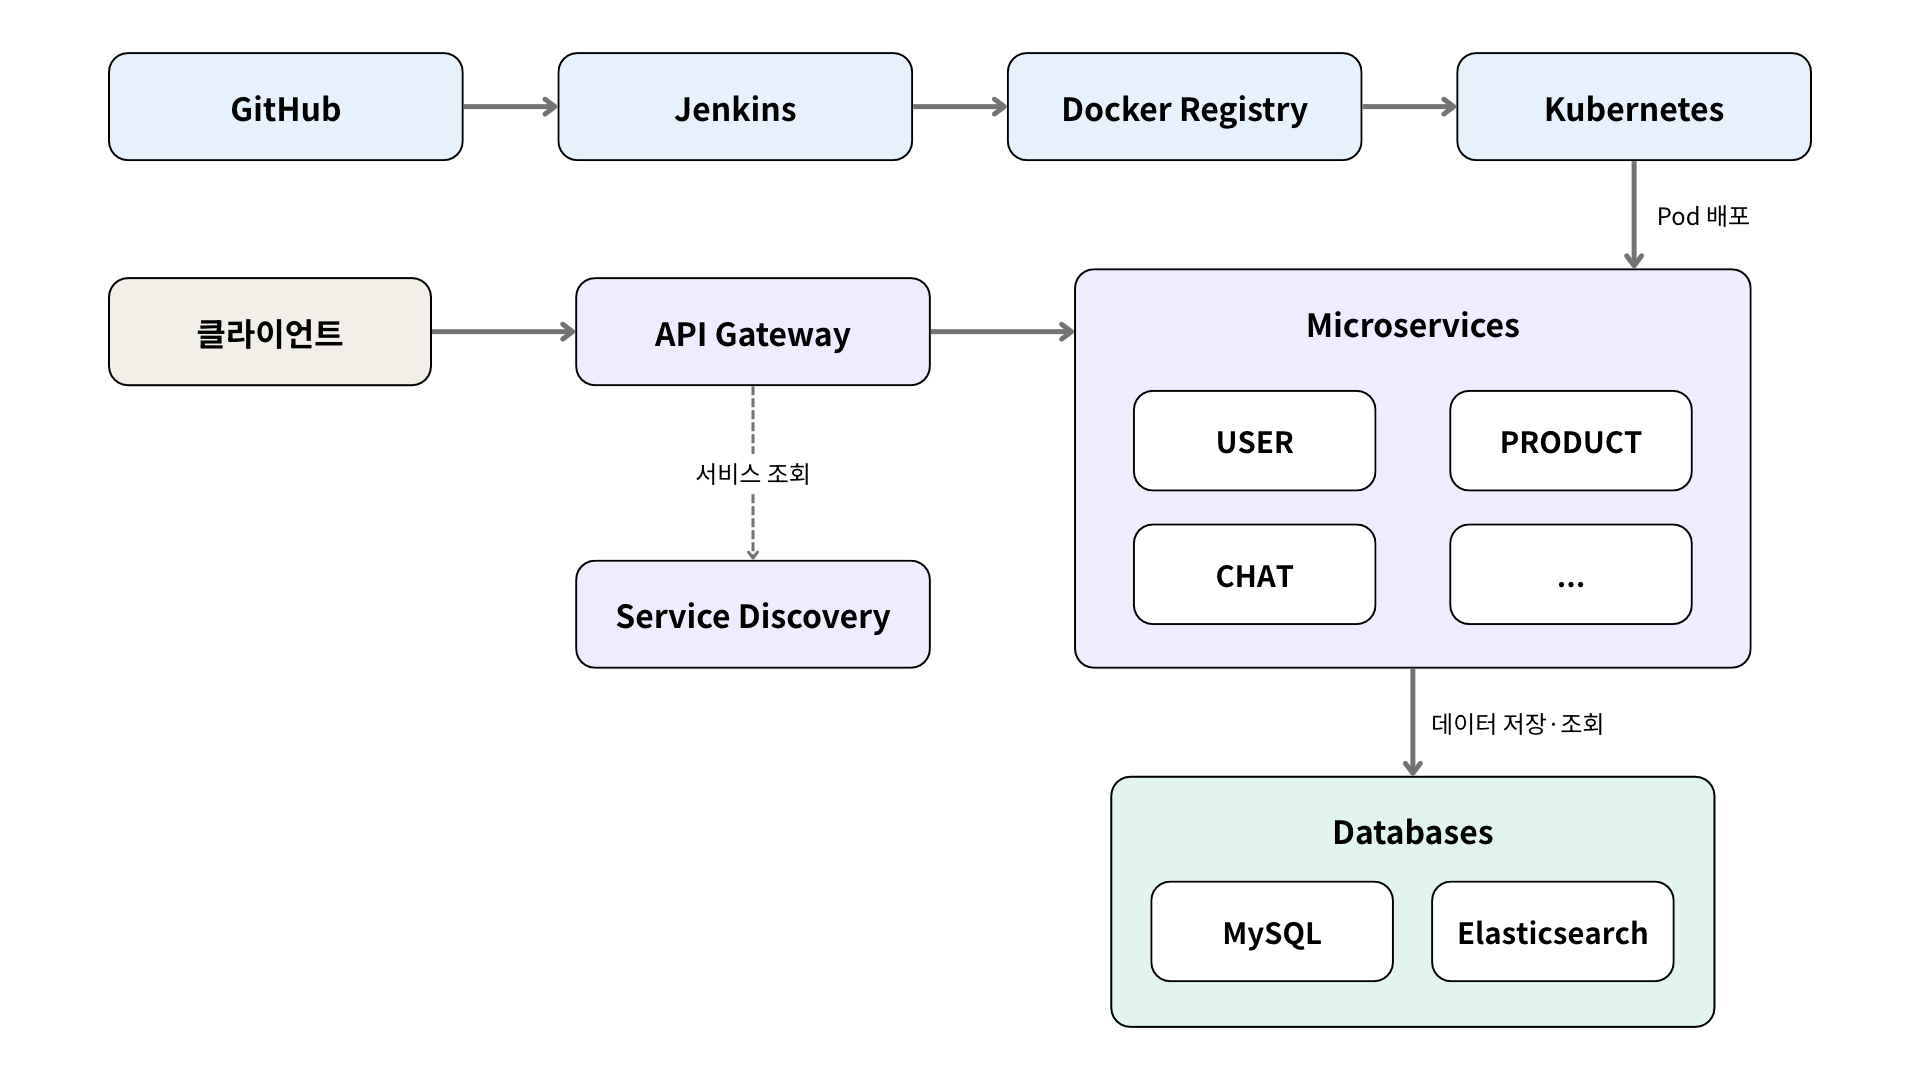 GitHub
Jenkins
Docker Registry
Kubernetes
Pod 배포
클라이언트
API Gateway
Microservices
USER
PRODUCT
CHAT
...
서비스 조회
Service Discovery
데이터 저장·조회
Databases
MySQL
Elasticsearch